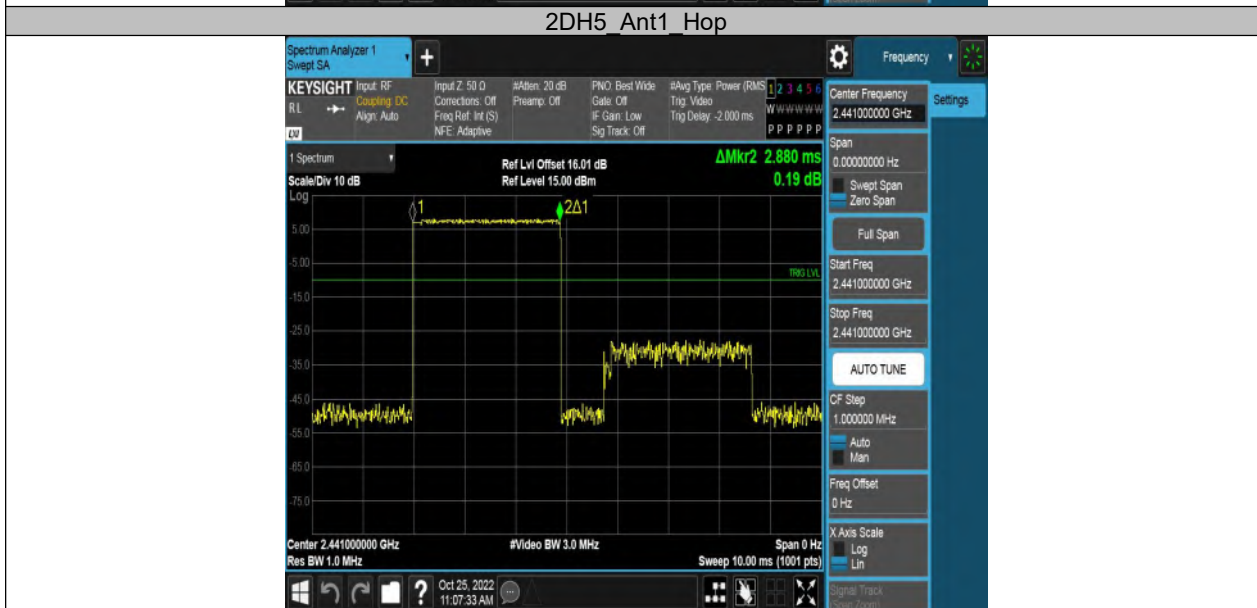 2DH5_Ant1_Hop
Spectrum Analyzer 1
Swept SA
+
Frequency
KEYSIGHT
RL
Input: RF
Coupling: DC
Align: Auto
Input Z: 50 Ω
Corrections: Off
Freq Ref: Int (S)
NFE: Adaptive
#Atten: 20 dB
Preamp: Off
PNO: Best Wide
Gate: Off
IF Gain: Low
Sig Track: Off
#Avg Type: Power (RMS
Trig: Video
Trig Delay: -2.000 ms
1 2 3 4 5 6
W W W W W W
P P P P P P
1 Spectrum
Scale/Div 10 dB
Ref Lvl Offset 16.01 dB
Ref Level 15.00 dBm
ΔMkr2 2.880 ms
0.19 dB
Log
1
2Δ1
5.00
-5.00
TRIG LVL
-15.0
-25.0
-35.0
-45.0
-55.0
-65.0
-75.0
Center 2.441000000 GHz
#Video BW 3.0 MHz
Span 0 Hz
Res BW 1.0 MHz
Sweep 10.00 ms (1001 pts)
Oct 25, 2022
11:07:33 AM
Center Frequency
2.441000000 GHz
Settings
Span
0.00000000 Hz
Swept Span
Zero Span
Full Span
Start Freq
2.441000000 GHz
Stop Freq
2.441000000 GHz
AUTO TUNE
CF Step
1.000000 MHz
Auto
Man
Freq Offset
0 Hz
X Axis Scale
Log
Lin
Signal Track
(Span Zoom)